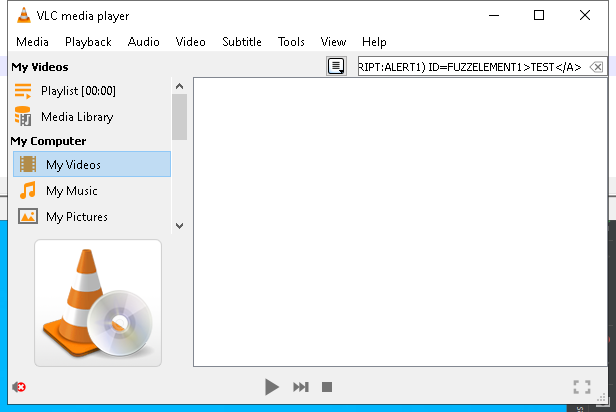 VLC media player
Media Playback Audio Video Subtitle Tools View Help
My Videos
RIPT:ALERT1) ID=FUZZELEMENT1>TEST</A>
Playlist [00:00]
Media Library
My Computer
My Videos
My Music
My Pictures